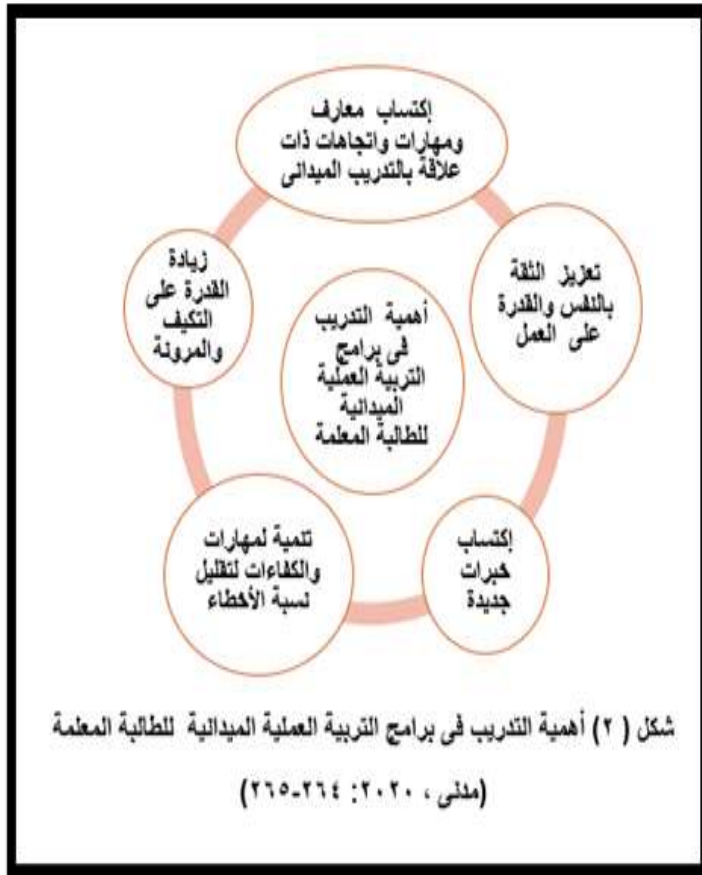 إكتساب معارف
ومهارات واتجاهات ذات
علاقة بالتدريب الميدانى
تعزيز الثقة
بالنفس والقدرة
على العمل
إكتساب
خبرات
جديدة
تنمية لمهارات
والكفاءات لتقليل
نسبة الأخطاء
زيادة
القدرة على
التكيف
والمرونة
أهمية التدريب
فى برامج
التربية العملية
الميدانية
للطالبة المعلمة
شكل ( ٢ ) أهمية التدريب فى برامج التربية العملية الميدانية للطالبة المعلمة
(مدنى ، ٢٠٢٠: ٢٦٤-٢٦٥)